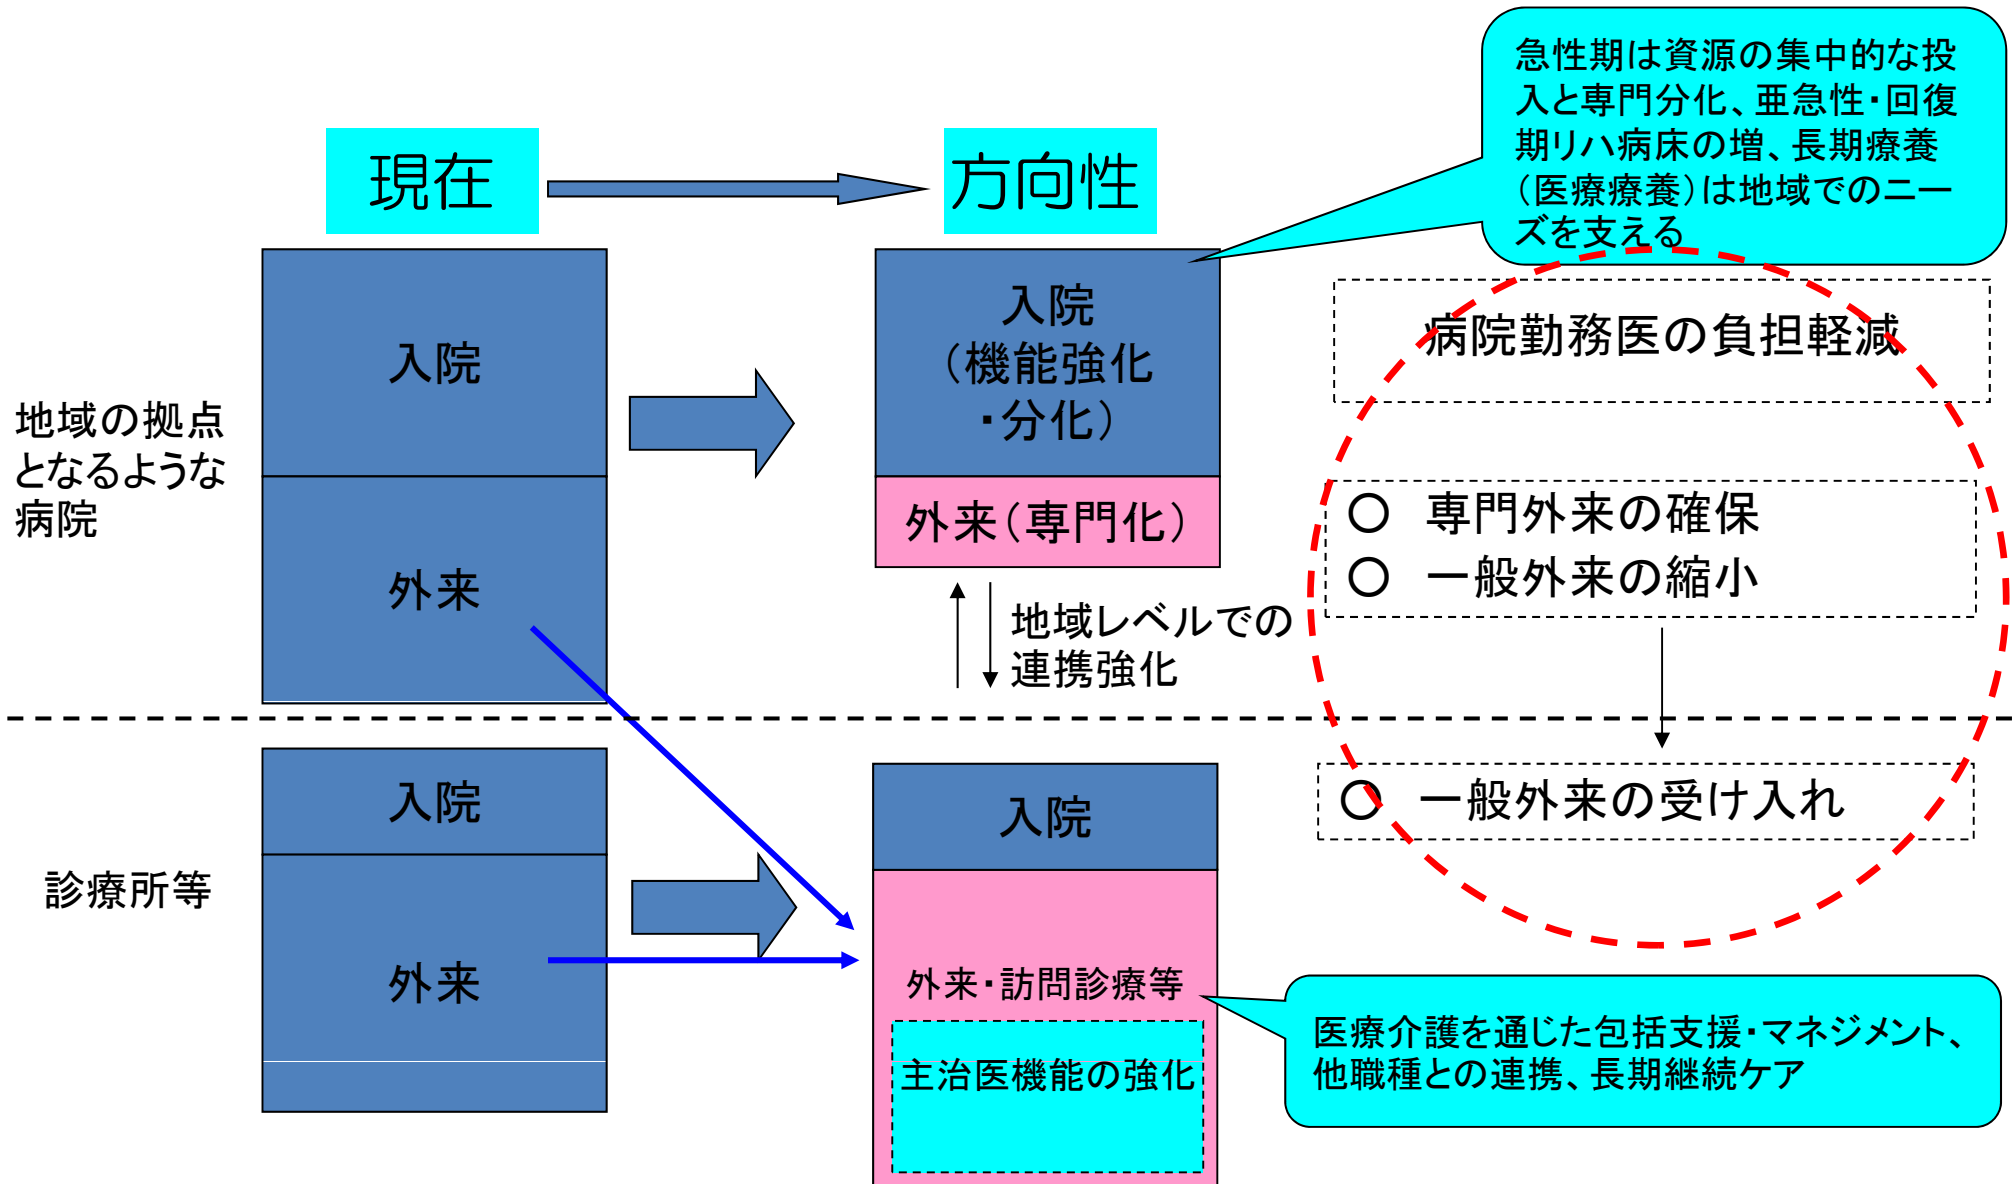 急性期は資源の集中的な投
入と専門分化、亜急性・回復
期リハ病床の増、長期療養
（医療療養）は地域でのニー
ズを支える
現在
方向性
地域の拠点
となるような
病院
入院
外来
入院
（機能強化
・分化）
外来（専門化）
地域レベルでの
連携強化
病院勤務医の負担軽減
○　専門外来の確保
○　一般外来の縮小
○　一般外来の受け入れ
診療所等
入院
外来
入院
外来・訪問診療等
主治医機能の強化
医療介護を通じた包括支援・マネジメント、
他職種との連携、長期継続ケア